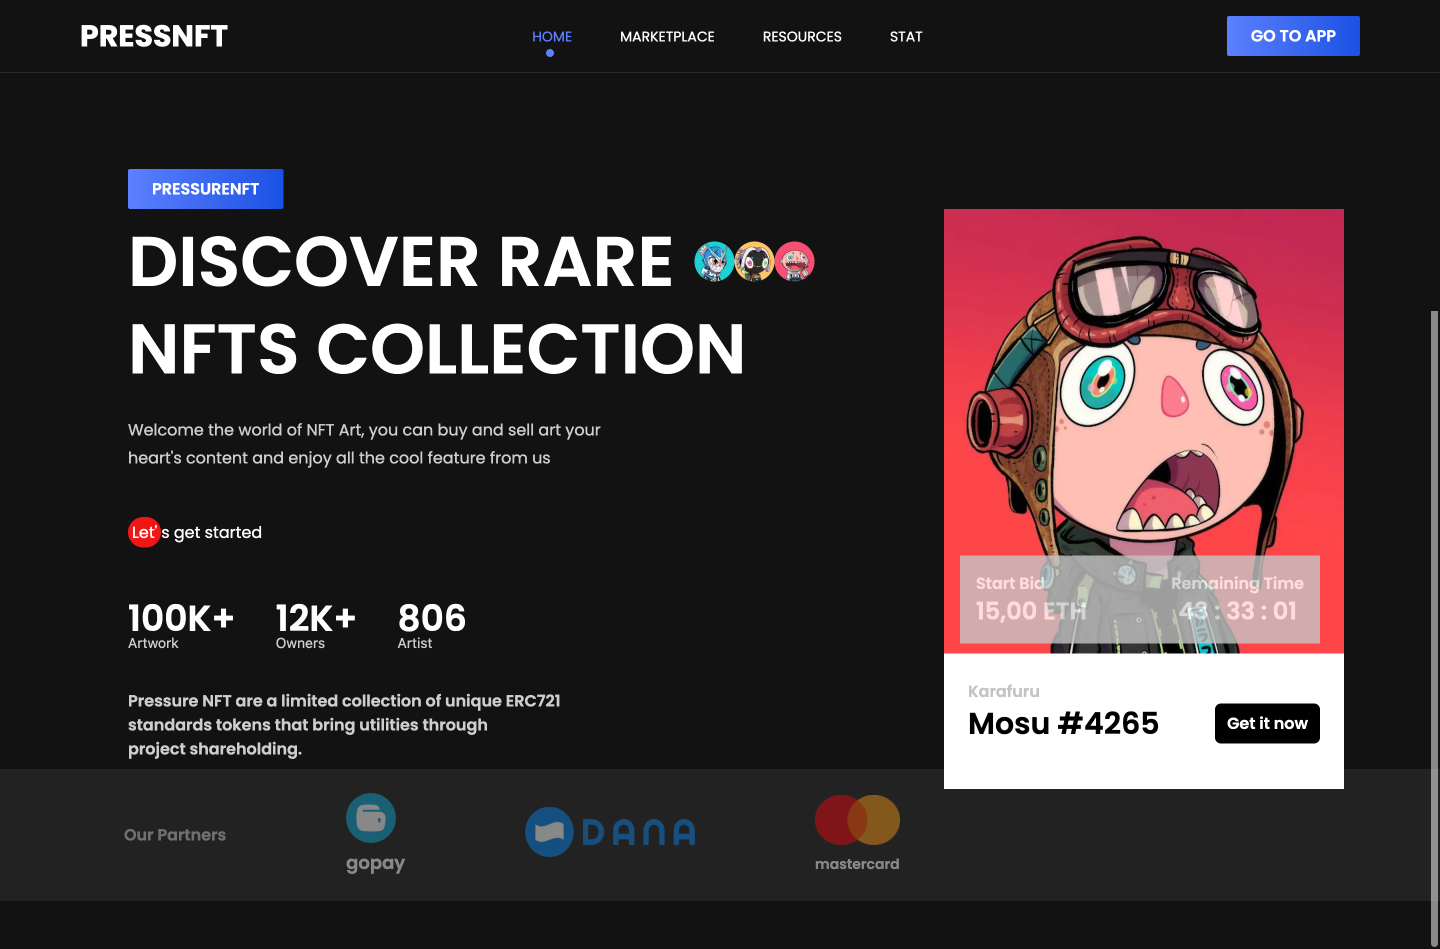 PRESSNFT
HOME
MARKETPLACE
RESOURCES
STAT
GO TO APP
PRESSURENFT
DISCOVER RARE
NFTS COLLECTION
Welcome the world of NFT Art, you can buy and sell art your
heart's content and enjoy all the cool feature from us
Let's get started
100K+
Artwork
12K+
Owners
806
Artist
Pressure NFT are a limited collection of unique ERC721
standards tokens that bring utilities through
project shareholding.
Start Bid
15,00 ETH
Remaining Time
43 : 33 : 01
Karafuru
Mosu #4265
Get it now
Our Partners
gopay
DANA
mastercard